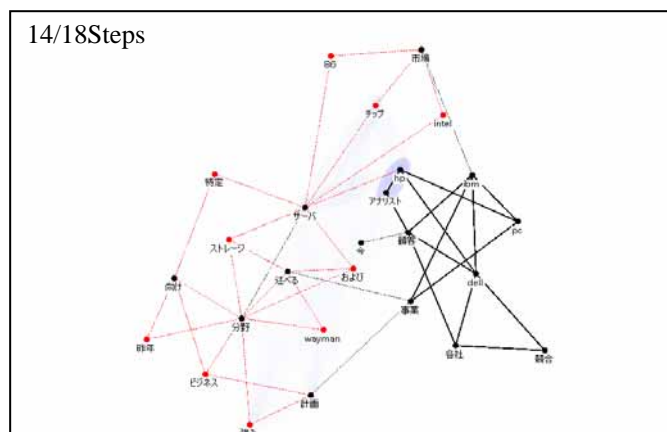 14/18Steps
86
市場
チップ
intel
hp
ibm
特定
アナリスト
サーバ
pc
顧客
ストレージ
今
述べる
および
向け
dell
事業
分野
wayman
昨年
各社
競合
ビジネス
計画